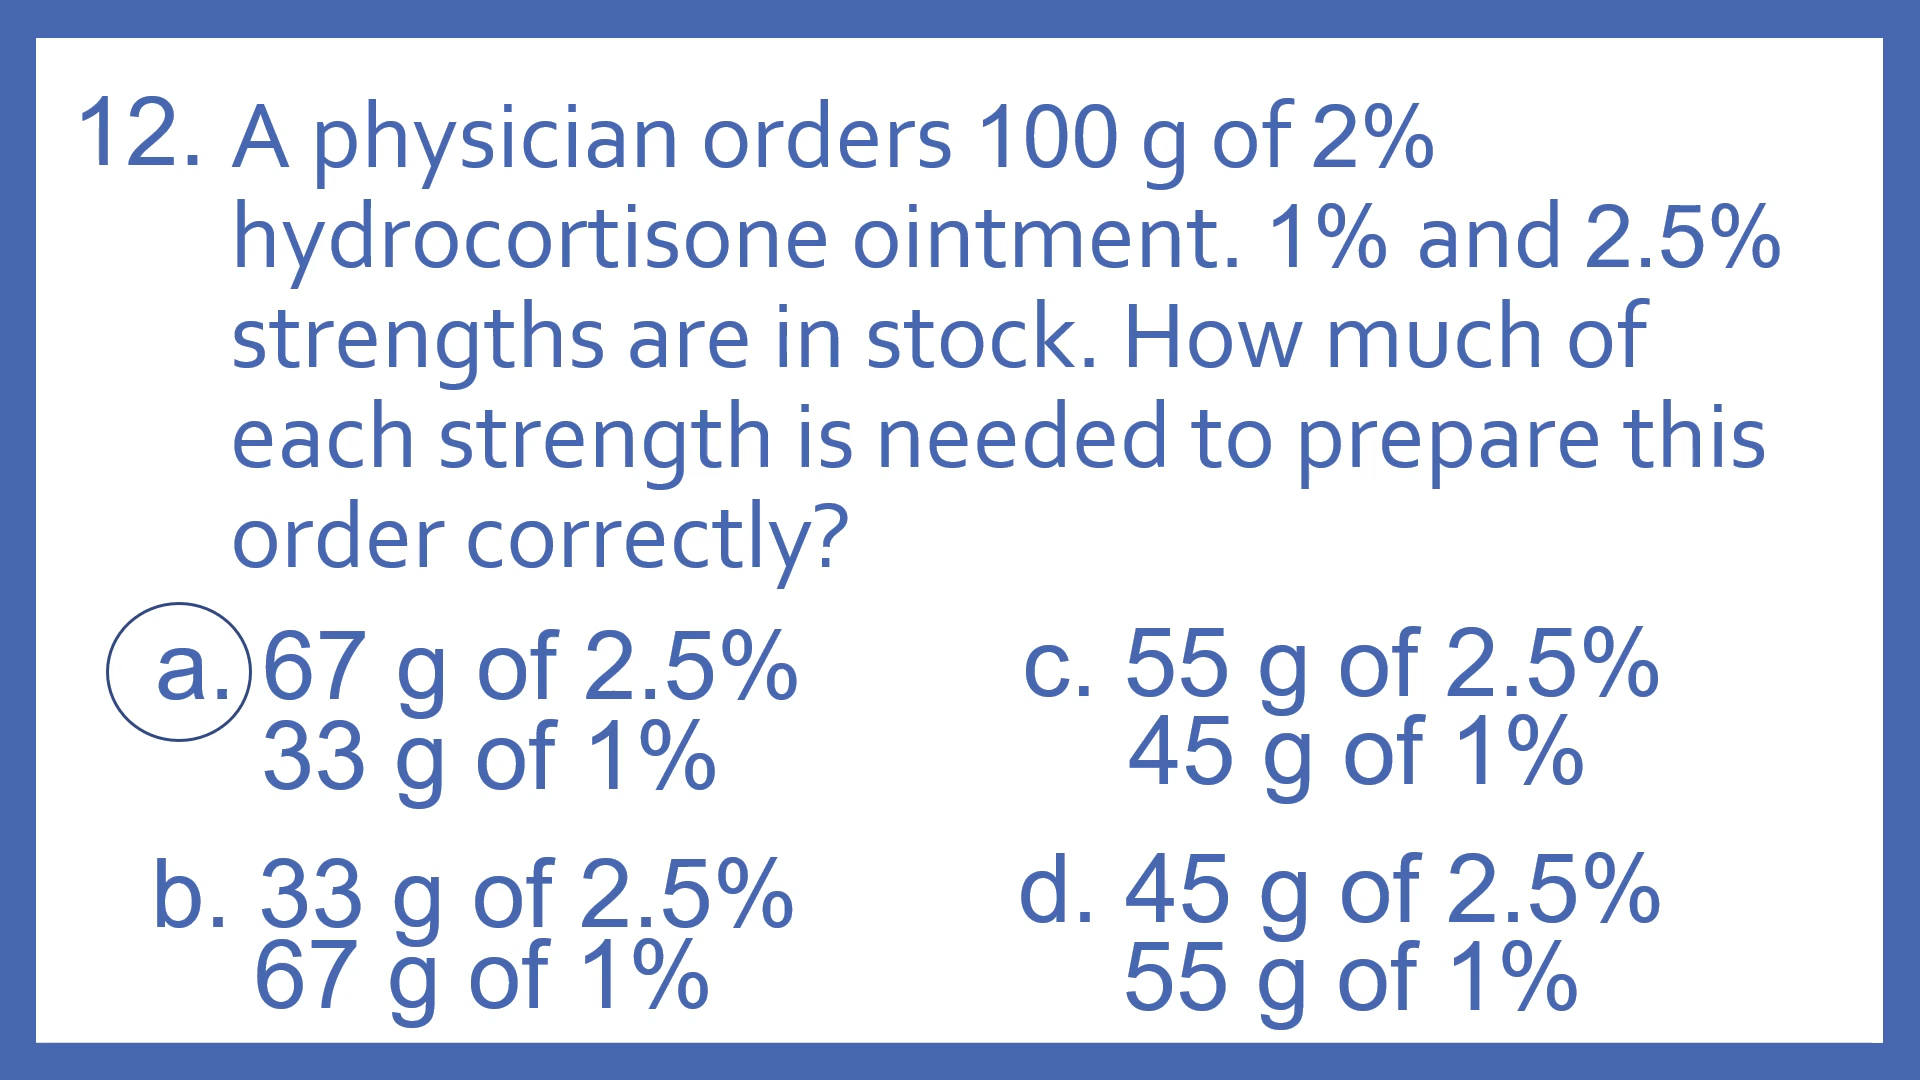 12. A physician orders 100 g of 2%
hydrocortisone ointment. 1% and 2.5%
strengths are in stock. How much of
each strength is needed to prepare this
order correctly?
a. 67 g of 2.5%
33 g of 1%
b. 33 g of 2.5%
67 g of 1%
c. 55 g of 2.5%
45 g of 1%
d. 45 g of 2.5%
55 g of 1%